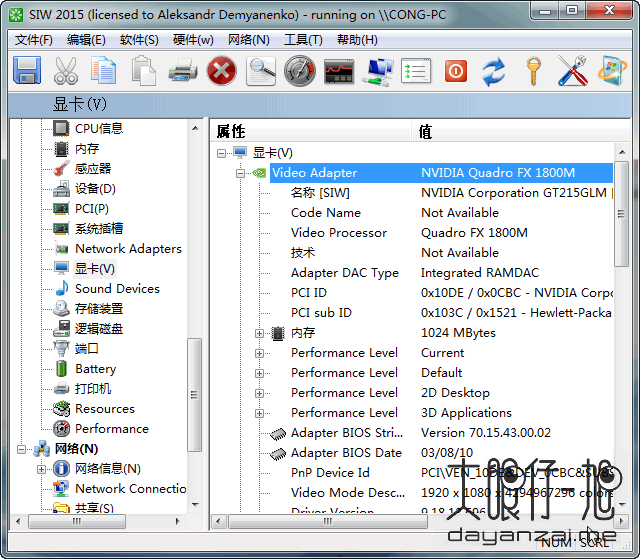 SIW 2015 (licensed to Aleksandr Demyanenko) - running on \\CONG-PC
文件(F) 编辑(E) 软件(S) 硬件(w) 网络(N) 工具(T) 帮助(H)
显卡(V)
CPU信息
内存
感应器
设备(D)
PCI(P)
系统插槽
Network Adapters
显卡(V)
Sound Devices
存储装置
逻辑磁盘
端口
Battery
打印机
Resources
Performance
网络(N)
网络信息(N)
Network Connectio
共享(S)
属性 值
显卡(V)
Video Adapter NVIDIA Quadro FX 1800M
名称 [SIW] NVIDIA Corporation GT215GLM [
Code Name Not Available
Video Processor Quadro FX 1800M
技术 Not Available
Adapter DAC Type Integrated RAMDAC
PCI ID 0x10DE / 0x0CBC - NVIDIA Corpo
PCI sub ID 0x103C / 0x1521 - Hewlett-Packa
内存 1024 MBytes
Performance Level Current
Performance Level Default
Performance Level 2D Desktop
Performance Level 3D Applications
Adapter BIOS Stri... Version 70.15.43.00.02
Adapter BIOS Date 03/08/10
PnP Device Id PCI\VEN_10DE&DEV_0CBC&SUBS
Video Mode Desc... 1920 x 1080 x 4294967296 colors
Driver Version 9.18.13.
大眼仔~旭
dayanzai.me
NUM SCRL